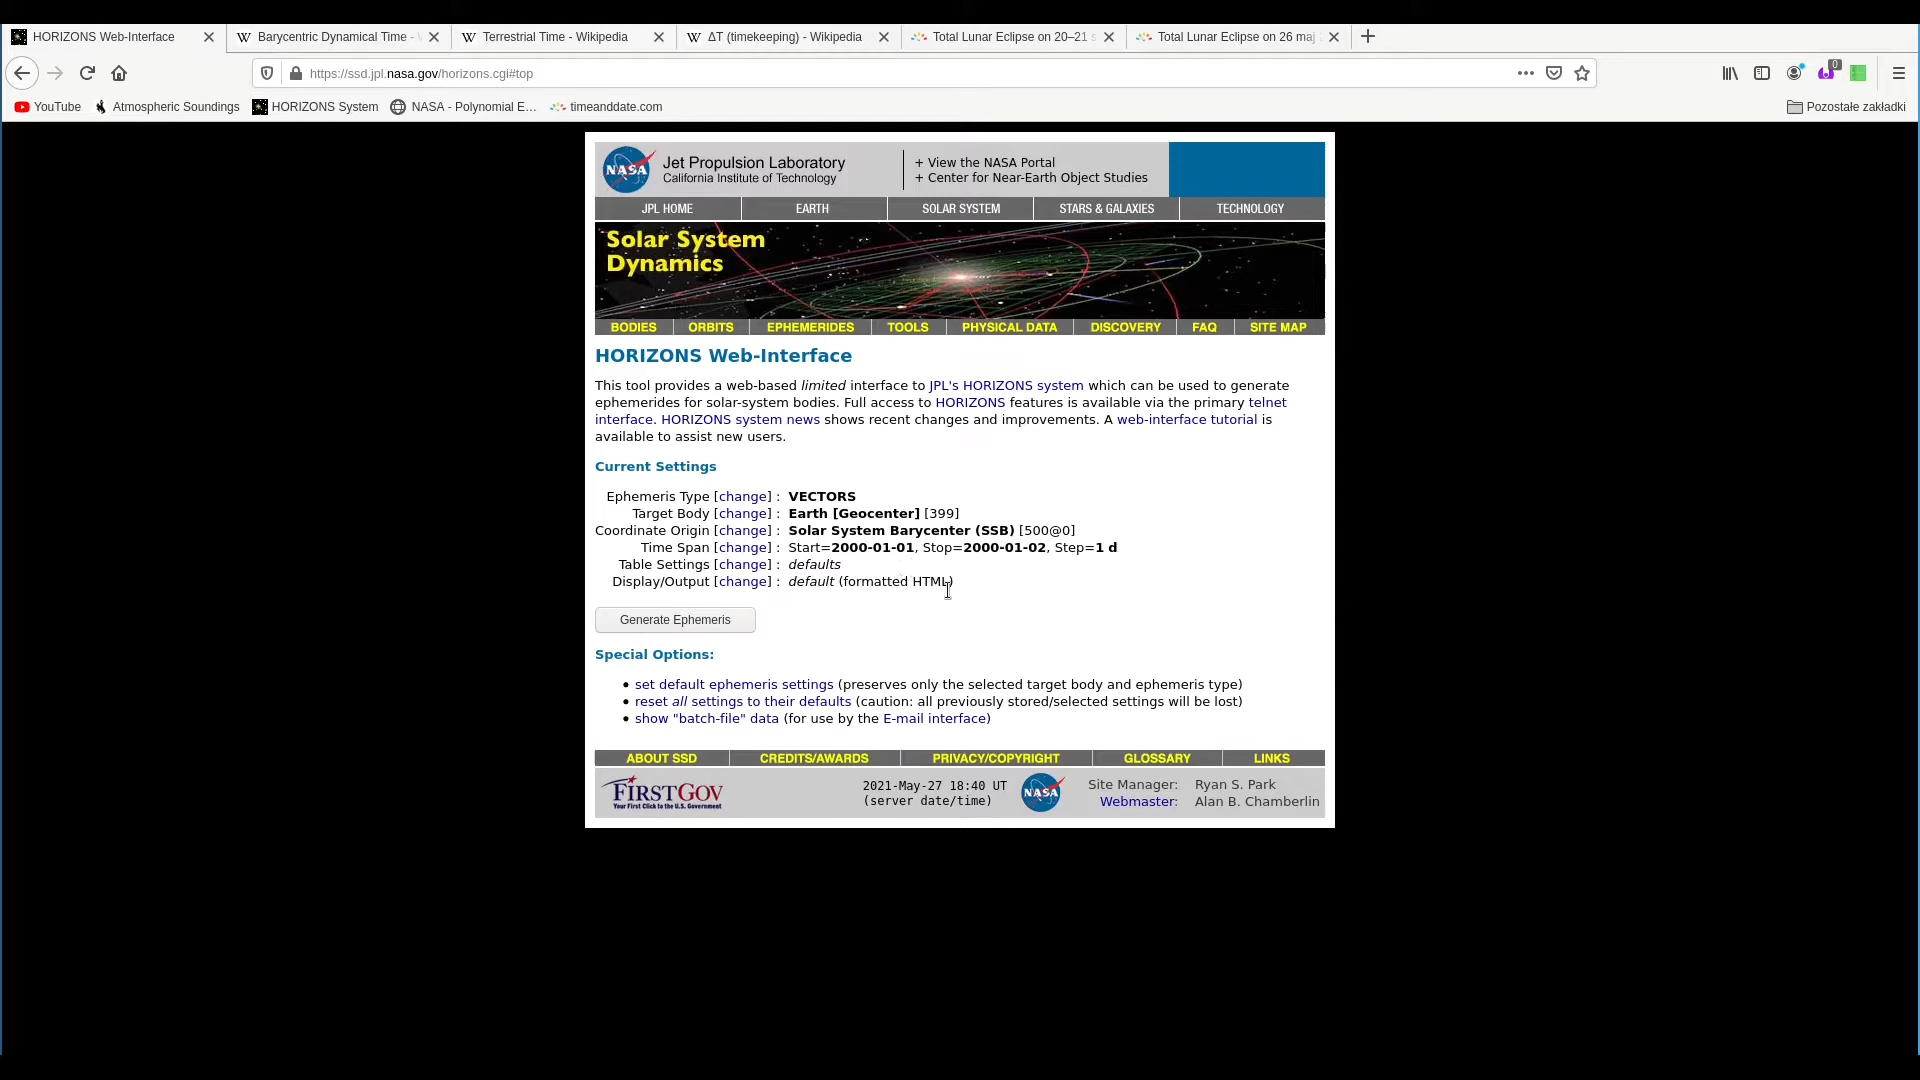 HORIZONS Web-Interface
Barycentric Dynamical Time -
Terrestrial Time - Wikipedia
ΔT (timekeeping) - Wikipedia
Total Lunar Eclipse on 20–21 s
Total Lunar Eclipse on 26 maj
https://ssd.jpl.nasa.gov/horizons.cgi#top
0
YouTube
Atmospheric Soundings
HORIZONS System
NASA - Polynomial E…
timeanddate.com
Pozostałe zakładki
NASA
Jet Propulsion Laboratory
California Institute of Technology
+ View the NASA Portal
+ Center for Near-Earth Object Studies
JPL HOME
EARTH
SOLAR SYSTEM
STARS & GALAXIES
TECHNOLOGY
Solar System
Dynamics
BODIES
ORBITS
EPHEMERIDES
TOOLS
PHYSICAL DATA
DISCOVERY
FAQ
SITE MAP
HORIZONS Web-Interface
This tool provides a web-based limited interface to JPL's HORIZONS system which can be used to generate
ephemerides for solar-system bodies. Full access to HORIZONS features is available via the primary telnet
interface. HORIZONS system news shows recent changes and improvements. A web-interface tutorial is
available to assist new users.
Current Settings
Ephemeris Type [change] : VECTORS
Target Body [change] : Earth [Geocenter] [399]
Coordinate Origin [change] : Solar System Barycenter (SSB) [500@0]
Time Span [change] : Start=2000-01-01, Stop=2000-01-02, Step=1 d
Table Settings [change] : defaults
Display/Output [change] : default (formatted HTML)
Generate Ephemeris
Special Options:
• set default ephemeris settings (preserves only the selected target body and ephemeris type)
• reset all settings to their defaults (caution: all previously stored/selected settings will be lost)
• show "batch-file" data (for use by the E-mail interface)
ABOUT SSD
CREDITS/AWARDS
PRIVACY/COPYRIGHT
GLOSSARY
LINKS
FIRSTGOV
Your First Click to the U.S. Government
2021-May-27 18:40 UT
(server date/time)
NASA
Site Manager: Ryan S. Park
Webmaster: Alan B. Chamberlin